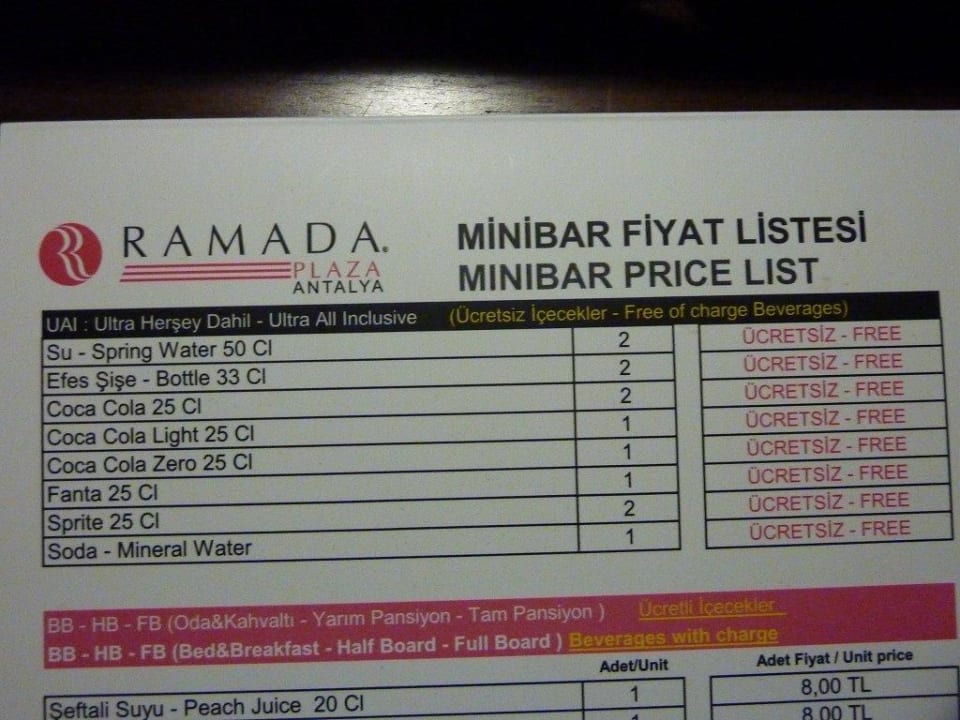 RAMADA.
PLAZA
ANTALYA
MİNİBAR FİYAT LİSTESİ
MINIBAR PRICE LIST
UAI : Ultra Herşey Dahil - Ultra All Inclusive (Ücretsiz İçecekler - Free of charge Beverages)
Su - Spring Water 50 Cl 2 ÜCRETSİZ - FREE
Efes Şişe - Bottle 33 Cl 2 ÜCRETSİZ - FREE
Coca Cola 25 Cl 2 ÜCRETSİZ - FREE
Coca Cola Light 25 Cl 1 ÜCRETSİZ - FREE
Coca Cola Zero 25 Cl 1 ÜCRETSİZ - FREE
Fanta 25 Cl 1 ÜCRETSİZ - FREE
Sprite 25 Cl 2 ÜCRETSİZ - FREE
Soda - Mineral Water 1 ÜCRETSİZ - FREE
BB - HB - FB (Oda&Kahvaltı - Yarım Pansiyon - Tam Pansiyon ) Ücretli İçecekler
BB - HB - FB (Bed&Breakfast - Half Board - Full Board ) Beverages with charge
Adet/Unit Adet Fiyat / Unit price
Şeftali Suyu - Peach Juice 20 Cl 1 8,00 TL
8,00 TL